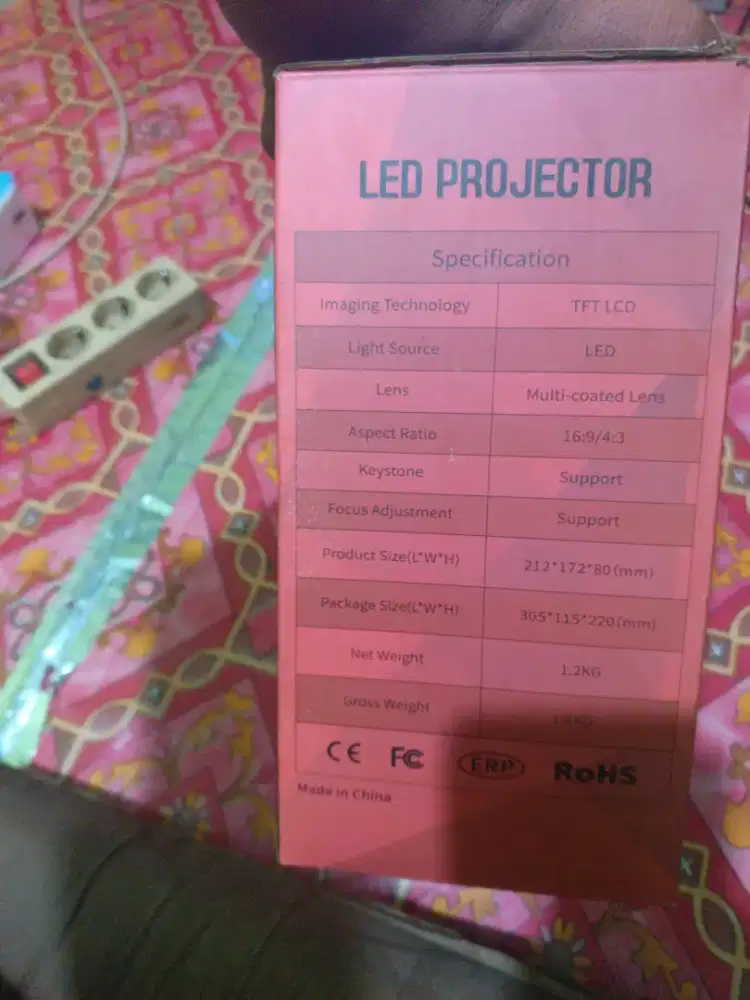 LED PROJECTOR
Specification
Imaging Technology TFT LCD
Light Source LED
Lens Multi-coated Lens
Aspect Ratio 16:9/4:3
Keystone Support
Focus Adjustment Support
Product Size(L*W*H) 212*172*80(mm)
Package Size(L*W*H) 305*115*220(mm)
Net Weight 1.2KG
Gross Weight
CE FC ERP RoHS
Made in China